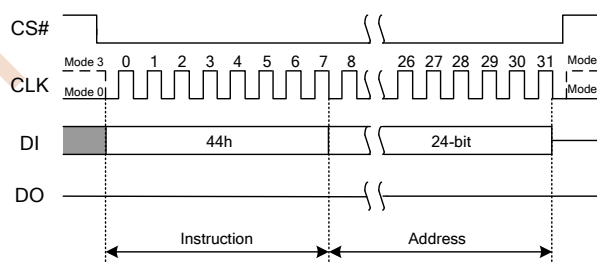 CS#
Mode 3 0 1 2 3 4 5 6 7 8 26 27 28 29 30 31 Mode
CLK
Mode 0 Mode
DI 44h 24-bit
DO
Instruction Address